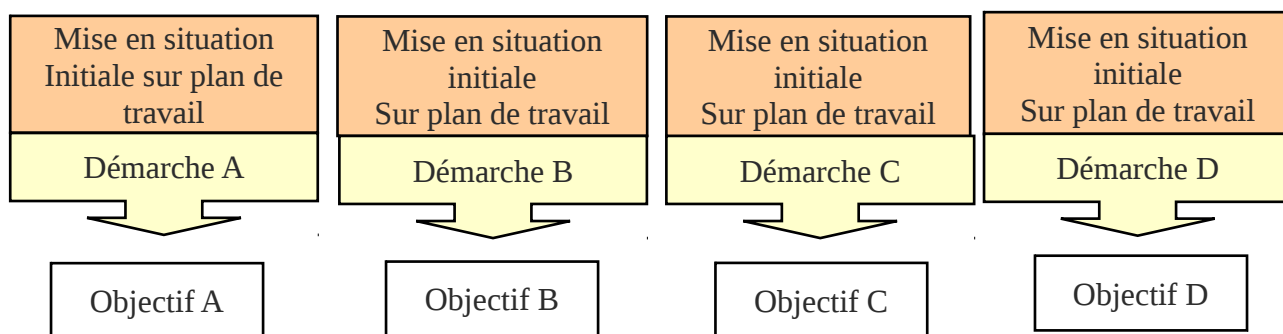 Mise en situation
Initiale sur plan de
travail
Démarche A
Objectif A
Mise en situation
initiale
Sur plan de travail
Démarche B
Objectif B
Mise en situation
initiale
Sur plan de travail
Démarche C
Objectif C
Mise en situation
initiale
Sur plan de travail
Démarche D
Objectif D